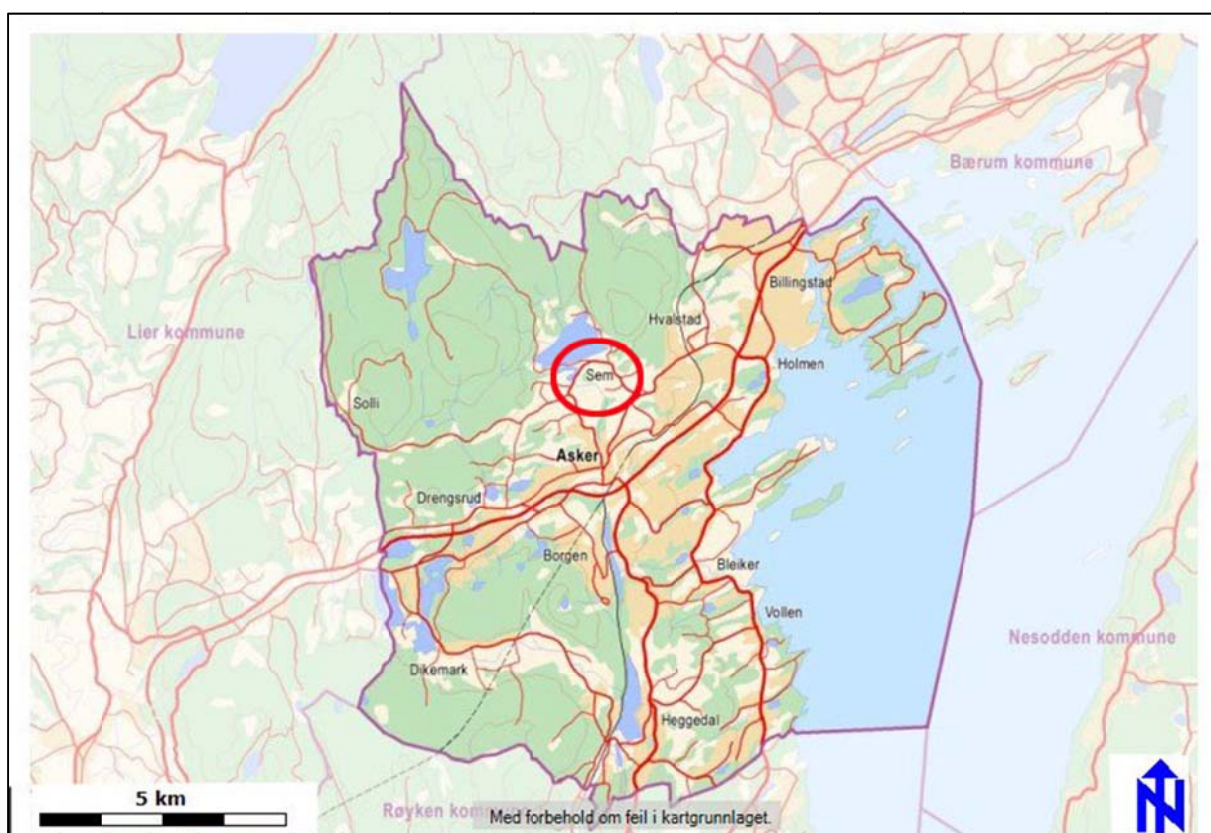 Bærum kommune
Billingstad
Hvalstad
Lier kommune
Holmen
Sem
Solli
Asker
Drengsrud
Borgen
Bleiker
Vollen
Nesodden kommune
Dikemark
Heggedal
5 km
Røyken kommune
Med forbehold om feil i kartgrunnlaget.
N